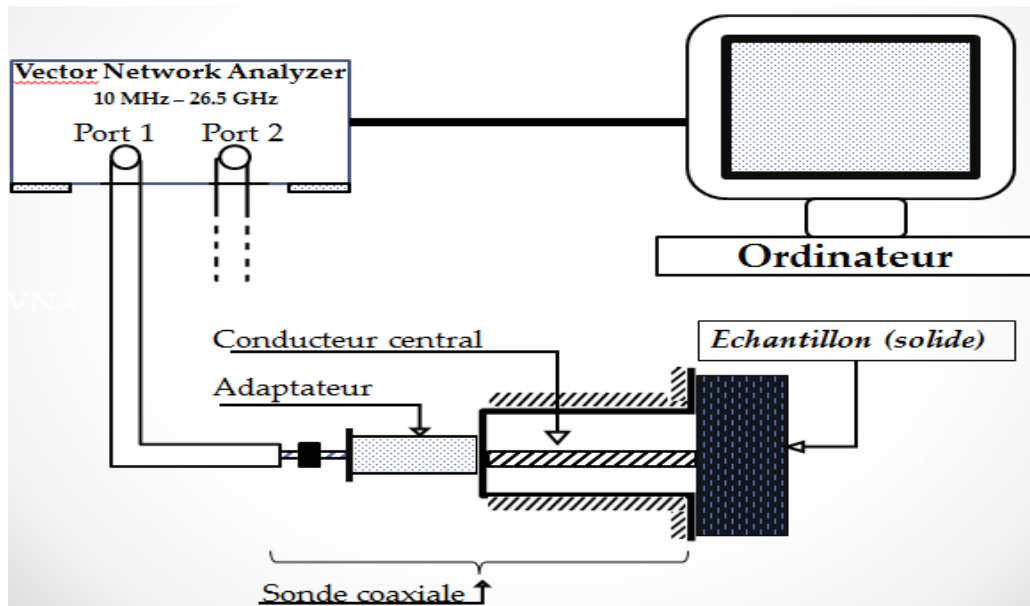 Vector Network Analyzer
10 MHz – 26.5 GHz
Port 1 Port 2
Ordinateur
VNA
Conducteur central
Echantillon (solide)
Adaptateur
Sonde coaxiale